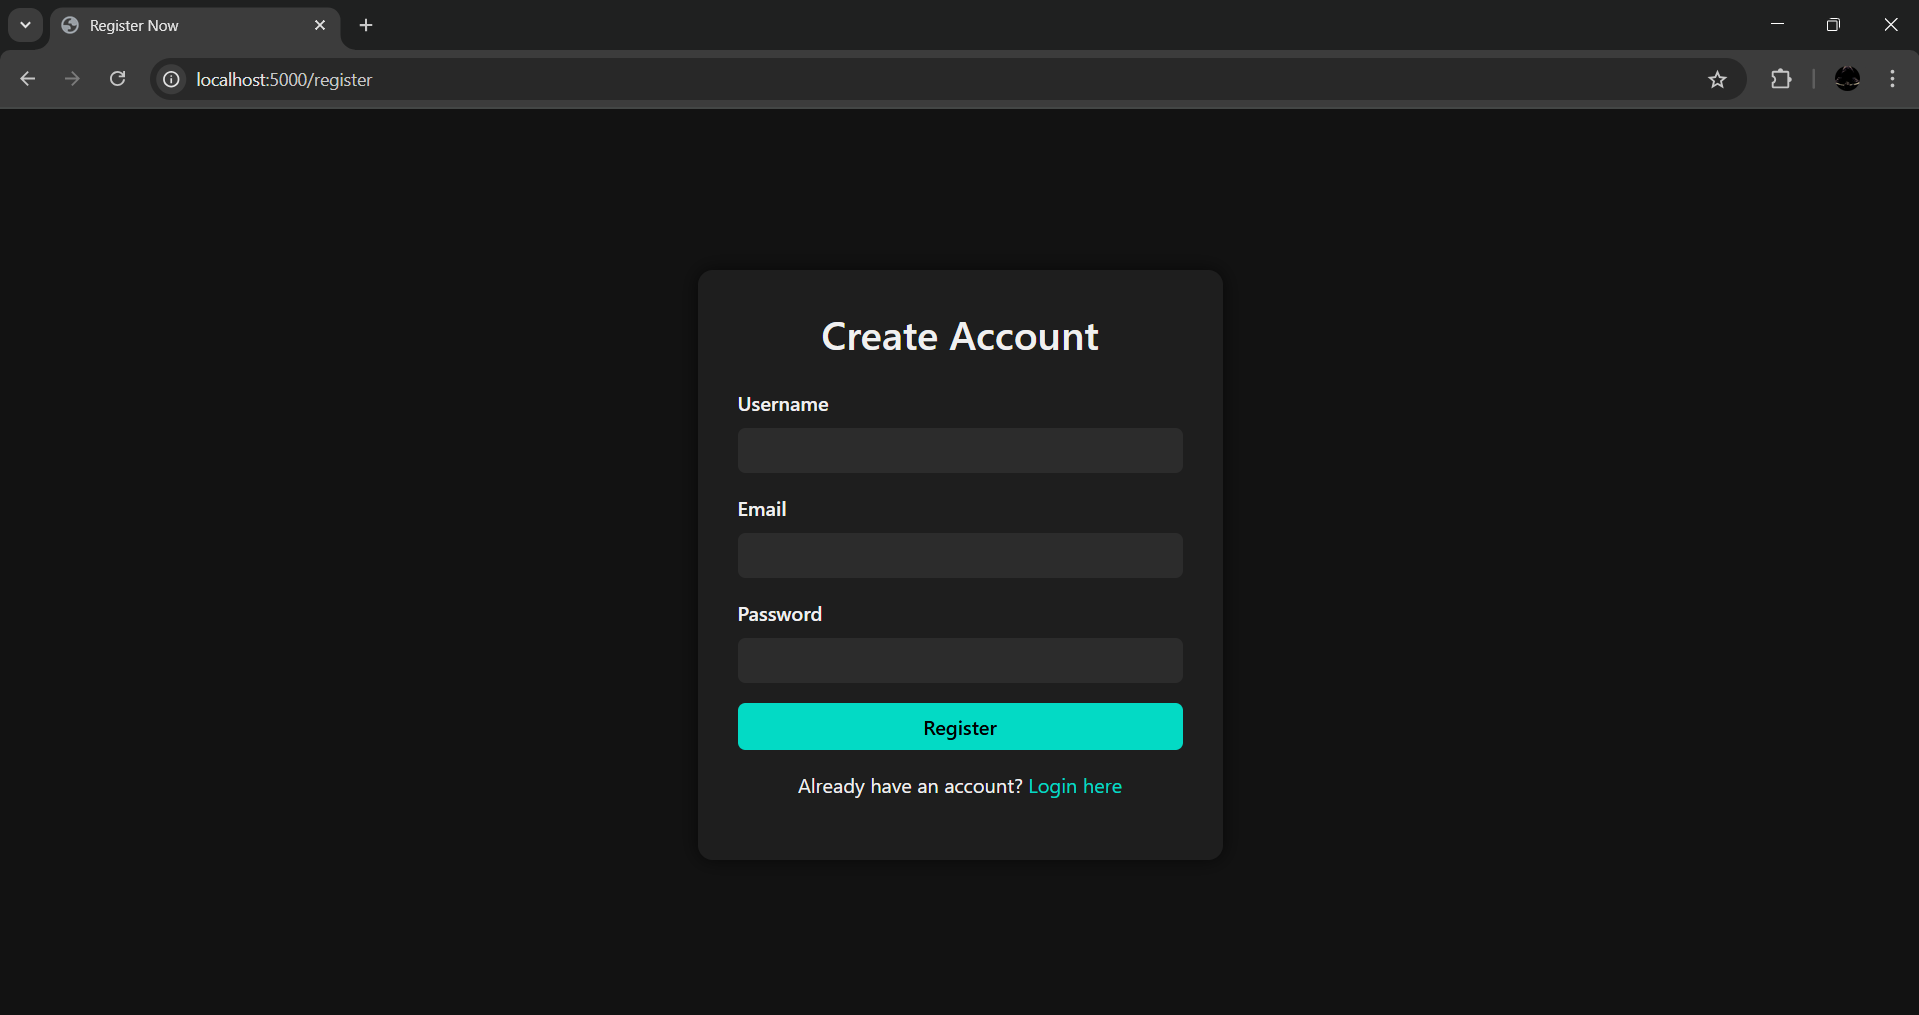 Register Now
localhost:5000/register
Create Account
Username
Email
Password
Register
Already have an account? Login here